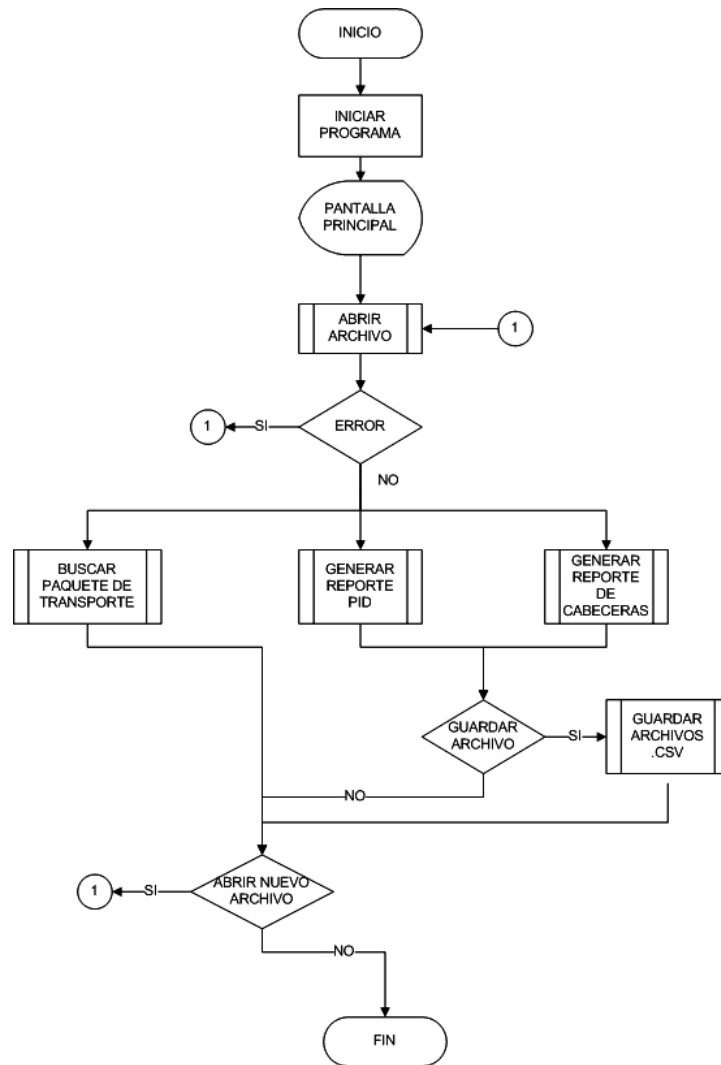 INICIO
INICIAR
PROGRAMA
PANTALLA
PRINCIPAL
ABRIR
ARCHIVO
1
ERROR
SI
1
NO
BUSCAR
PAQUETE DE
TRANSPORTE
GENERAR
REPORTE
PID
GENERAR
REPORTE
DE
CABECERAS
GUARDAR
ARCHIVO
SI
GUARDAR
ARCHIVOS
.CSV
NO
ABRIR NUEVO
ARCHIVO
SI
1
NO
FIN